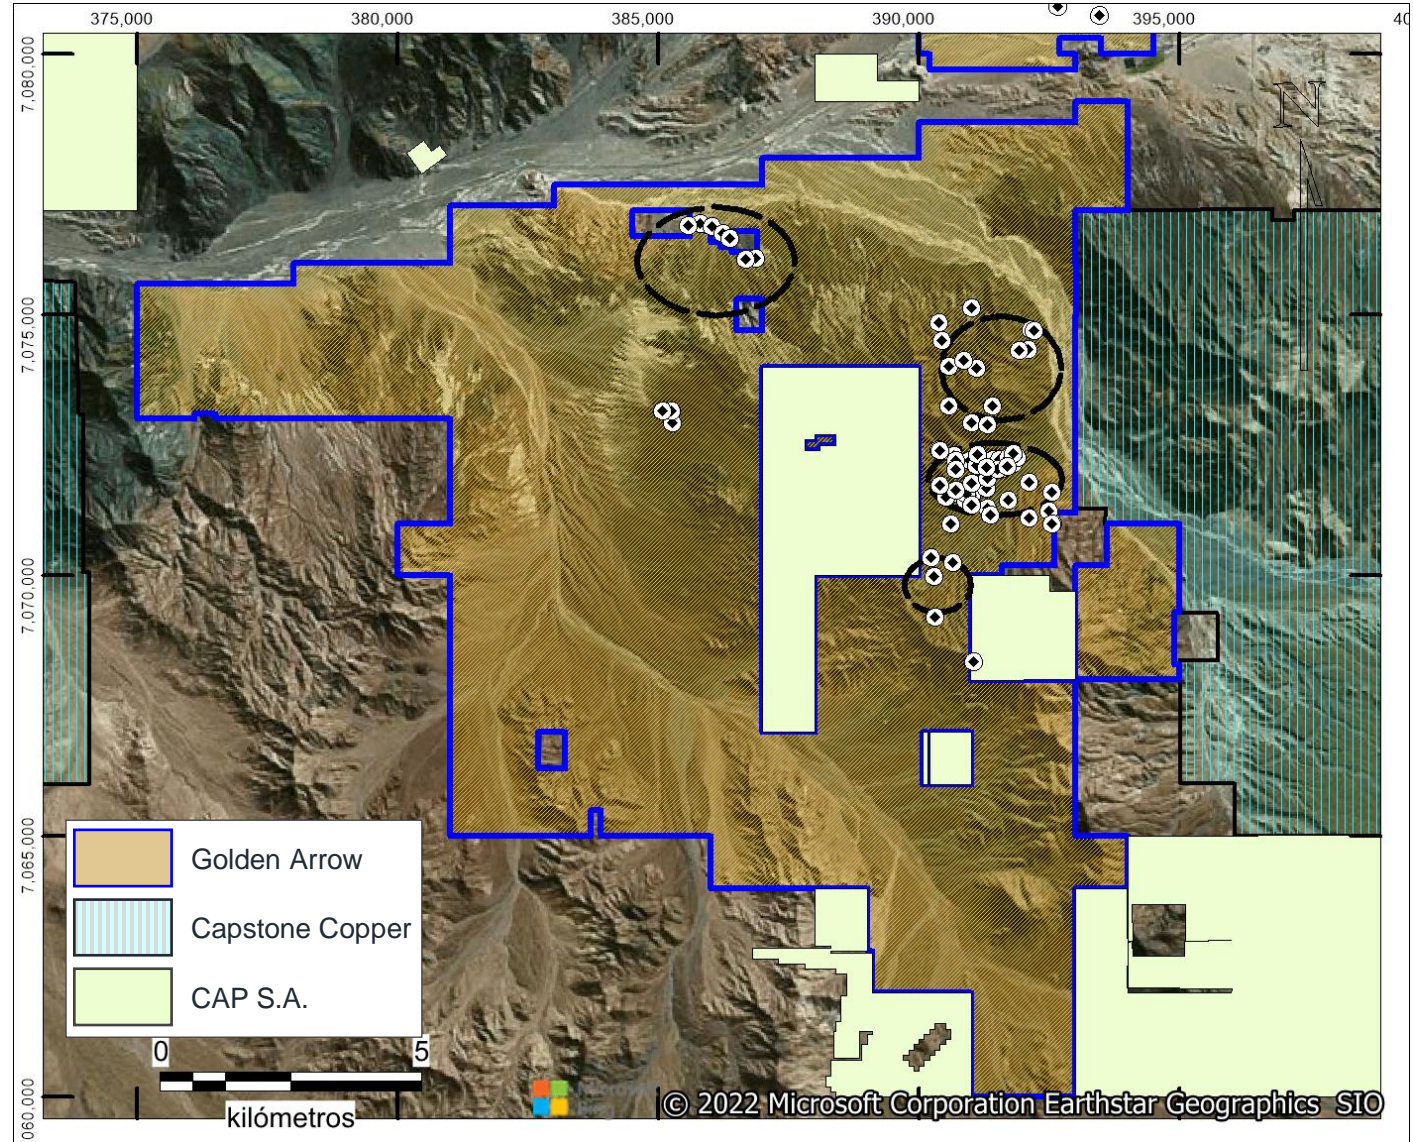 375,000 380,000 385,000 390,000 395,000 40
7,080,000
N
7,075,000
7,070,000
7,065,000
060,000
Golden Arrow
Capstone Copper
CAP S.A.
0 5
kilómetros
© 2022 Microsoft Corporation Earthstar Geographics SIO